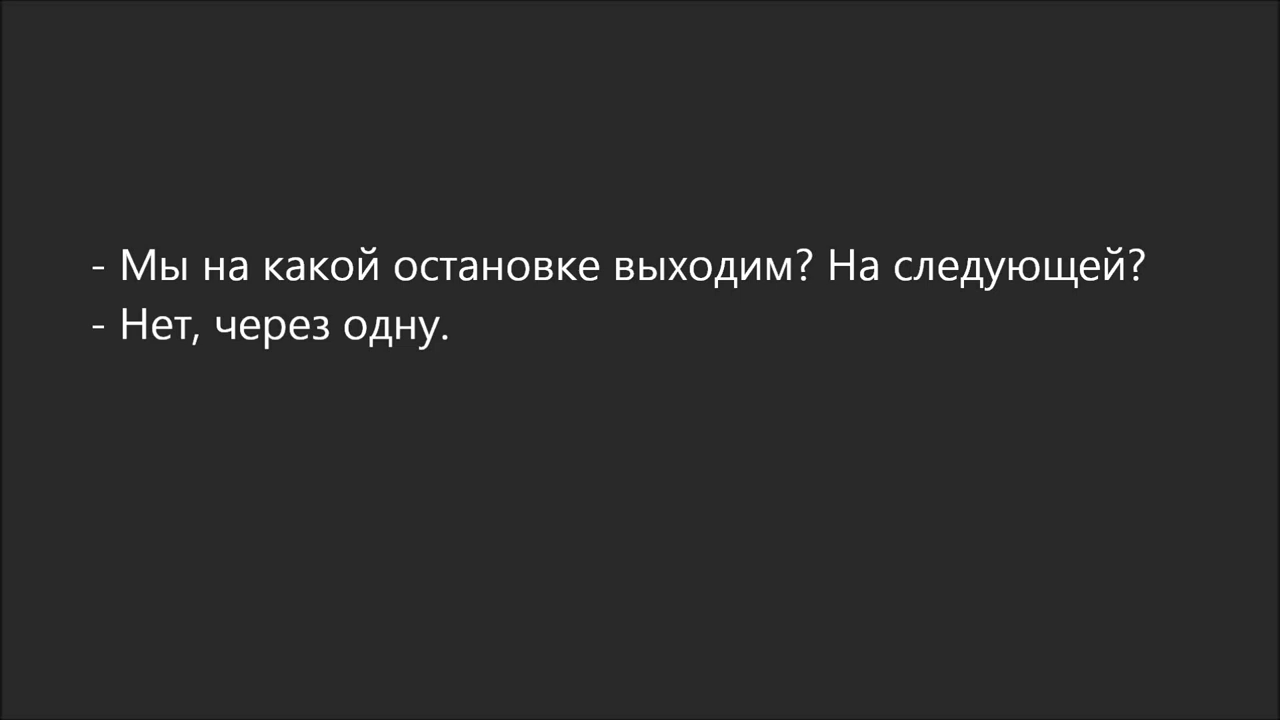 - Мы на какой остановке выходим? На следующей?
- Нет, через одну.